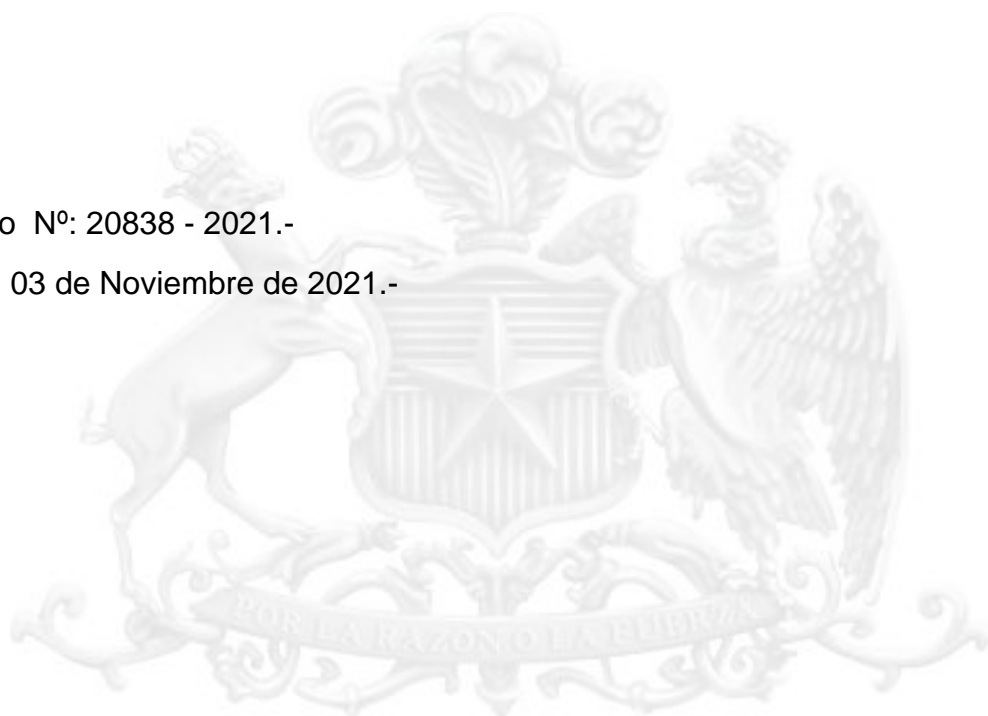 o Nº: 20838 - 2021.-
03 de Noviembre de 2021.-
POR LA RAZON O LA FUERZA